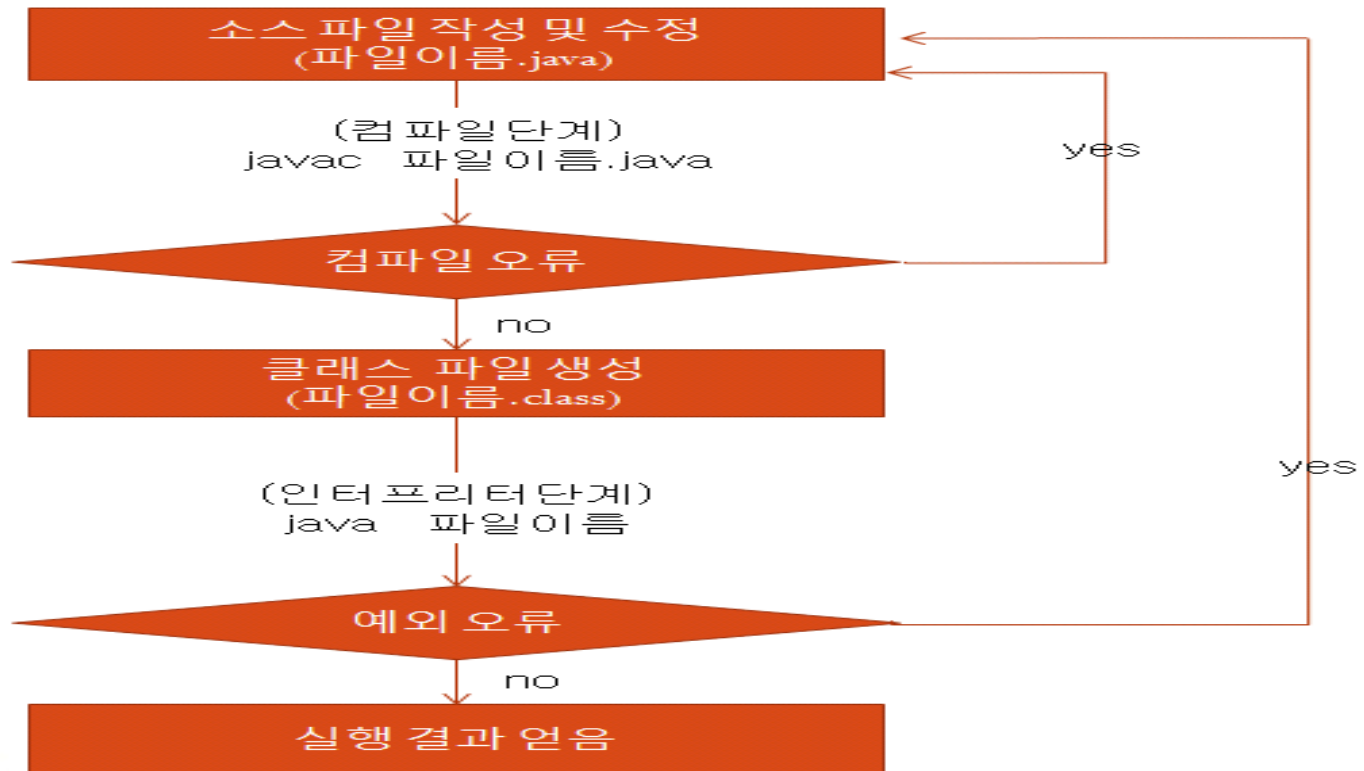 소스 파일 작성 및 수정
(파일이름.java)
(컴파일단계)
javac 파일이름.java
yes
컴파일 오류
no
클래스 파일 생성
(파일이름.class)
yes
(인터프리터단계)
java 파일이름
예외 오류
no
실행 결과 얻음